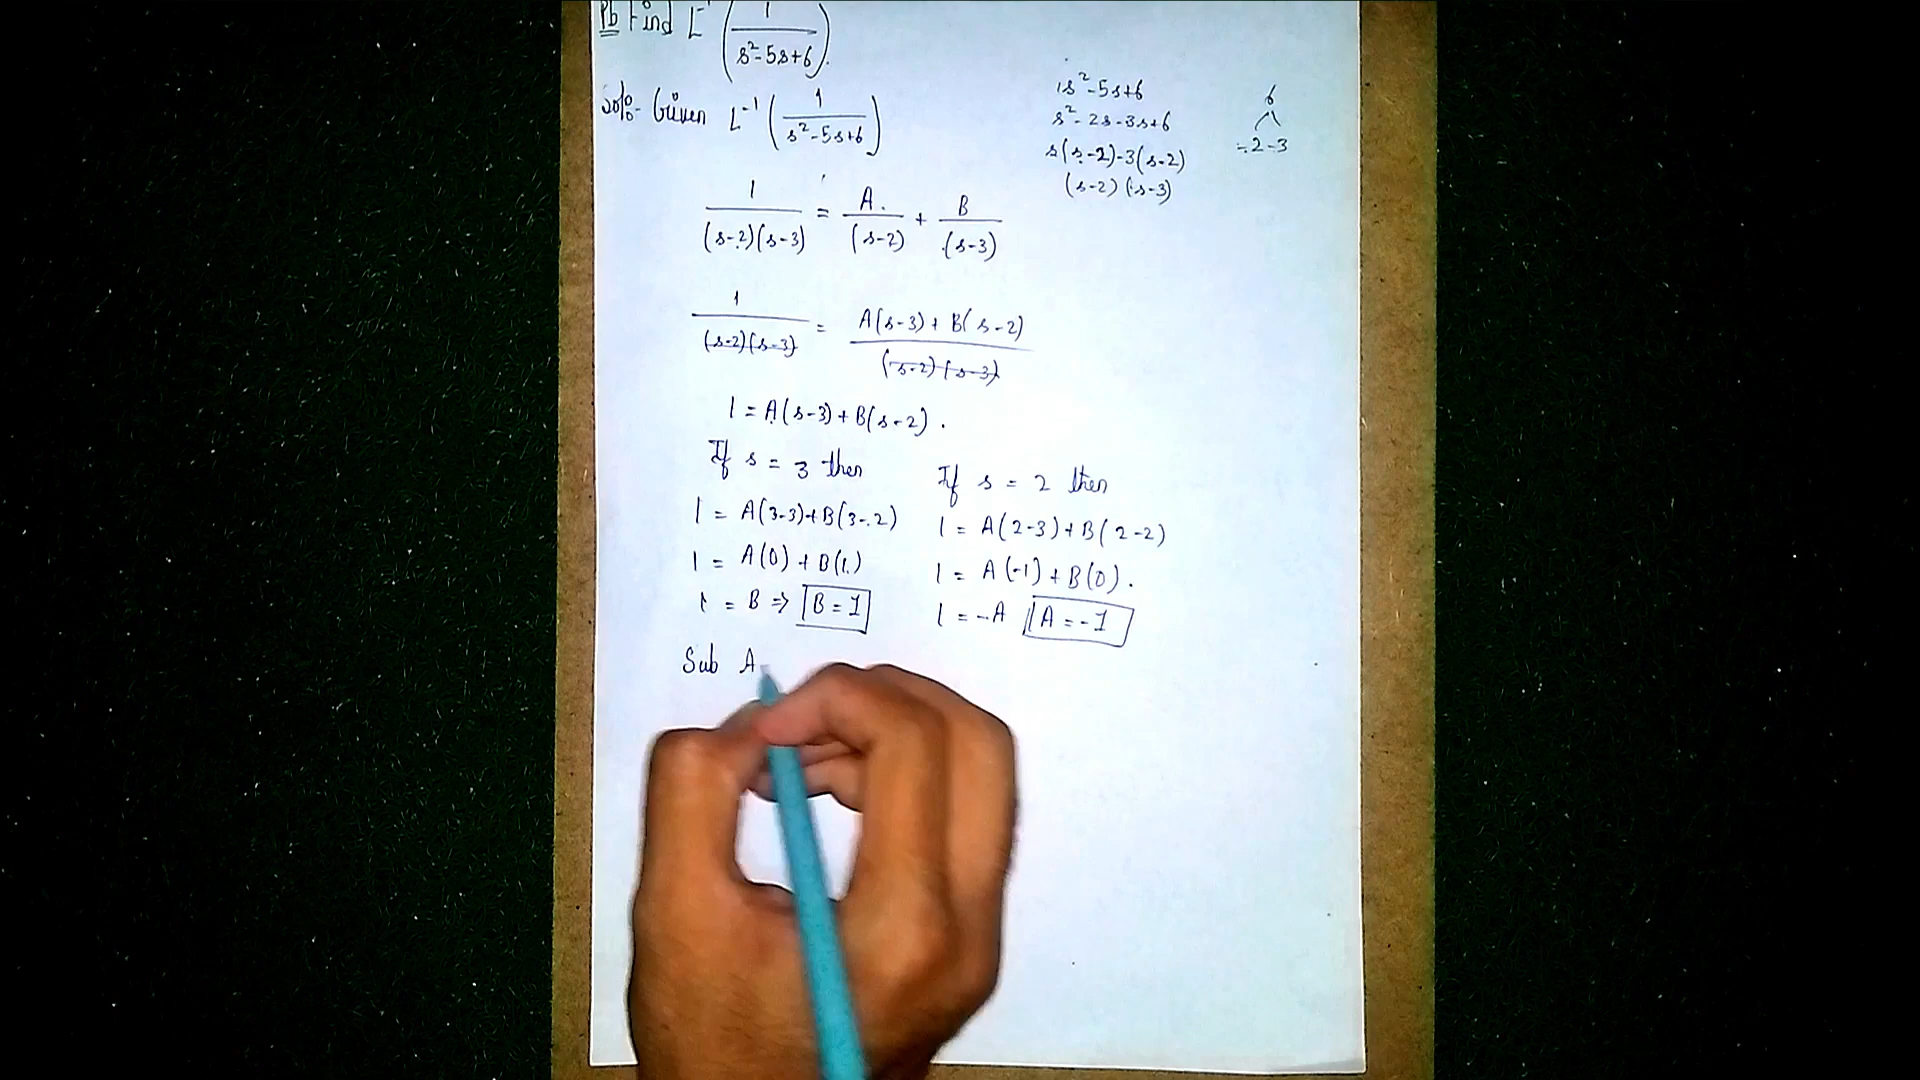 Pb Find L⁻¹(1/(s²-5s+6)).
Soln:- Given L⁻¹(1/(s²-5s+6))
s²-5s+6
s²-2s-3s+6
s(s-2)-3(s-2)
(s-2)(s-3)
6
-2-3
1/((s-2)(s-3)) = A/(s-2) + B/(s-3)
1/((s-2)(s-3)) = (A(s-3)+B(s-2))/((s-2)(s-3))
1 = A(s-3)+B(s-2).
If s = 3 then
1 = A(3-3)+B(3-2)
1 = A(0)+B(1)
1 = B ⇒ B = 1
If s = 2 then
1 = A(2-3)+B(2-2)
1 = A(-1)+B(0).
1 = -A A = -1
Sub A